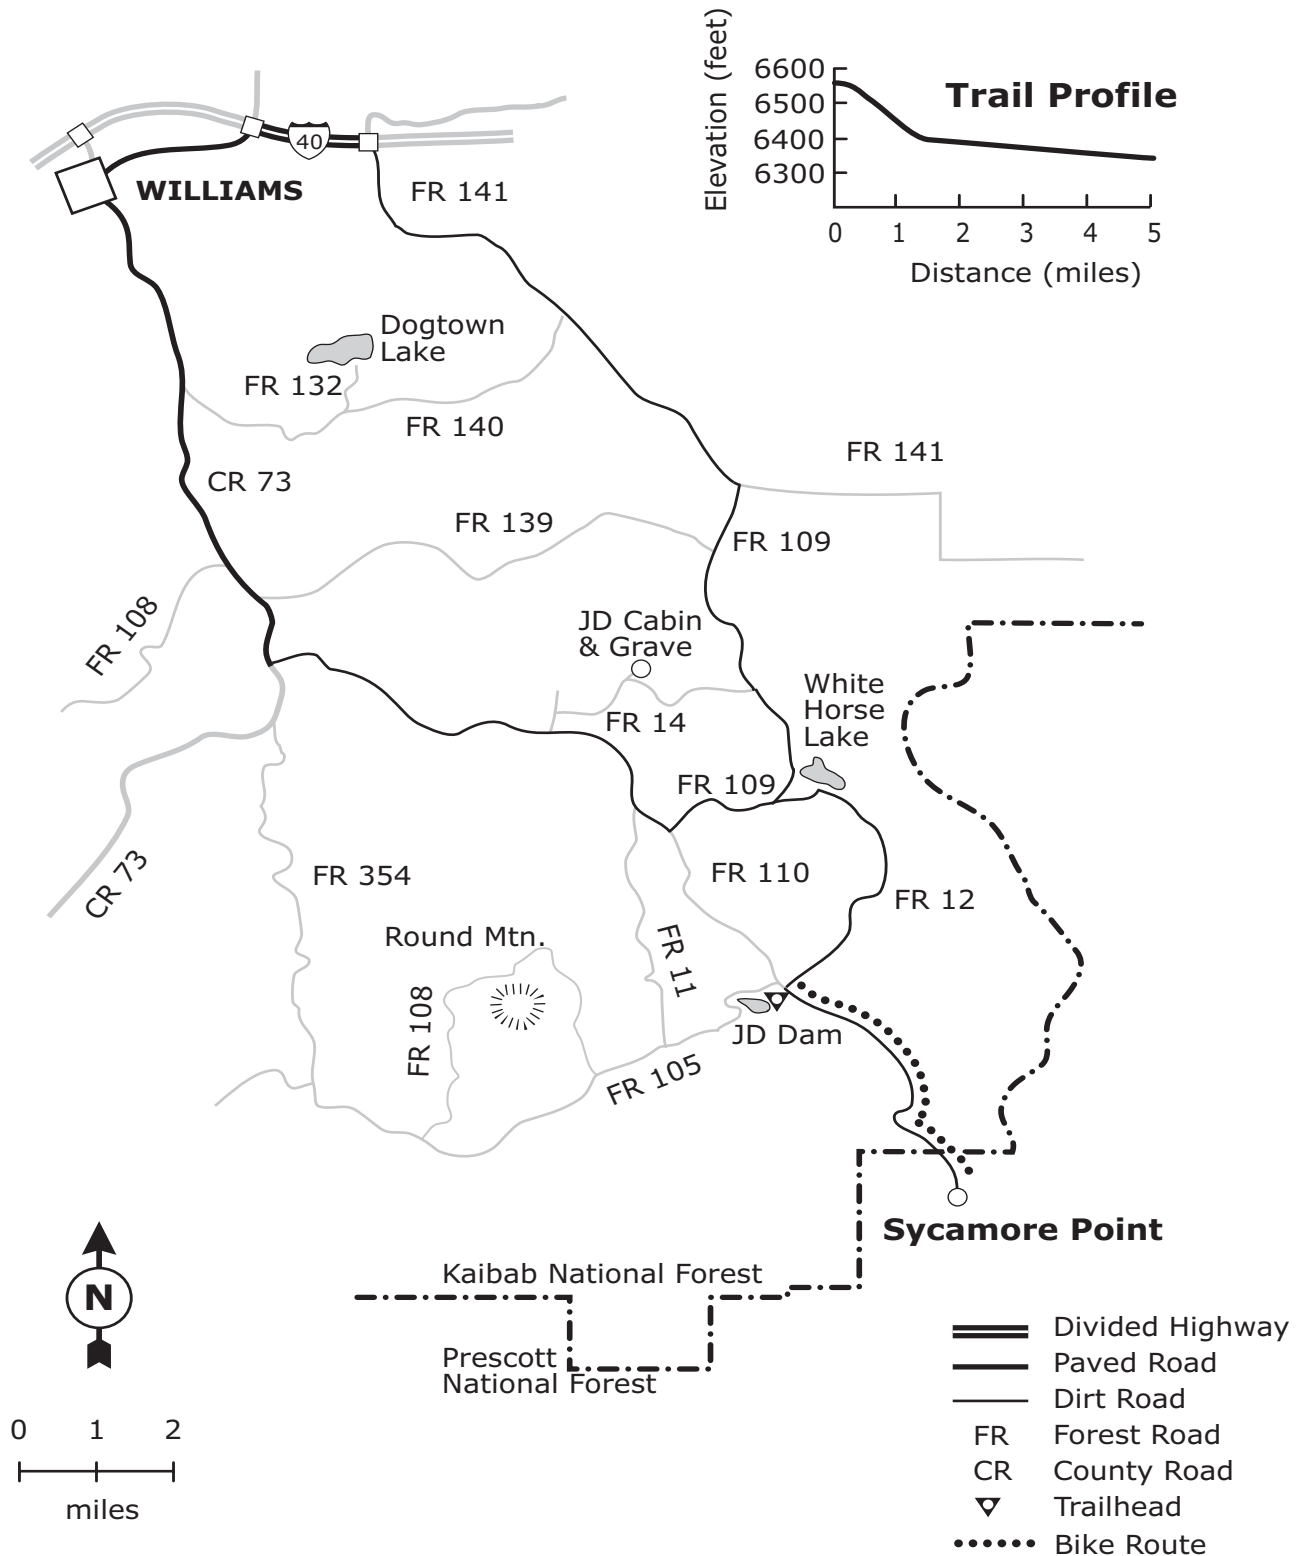 Elevation (feet)
6600
6500
6400
6300
Trail Profile
0 1 2 3 4 5
Distance (miles)
40
WILLIAMS
FR 141
Dogtown
Lake
FR 132
FR 140
CR 73
FR 141
FR 139
FR 109
FR 108
JD Cabin
& Grave
White
Horse
Lake
FR 14
FR 109
CR 73
FR 354
FR 110
FR 12
Round Mtn.
FR 11
FR 108
JD Dam
FR 105
Sycamore Point
Kaibab National Forest
Prescott
National Forest
N
0 1 2
miles
Divided Highway
Paved Road
Dirt Road
FR Forest Road
CR County Road
Trailhead
Bike Route